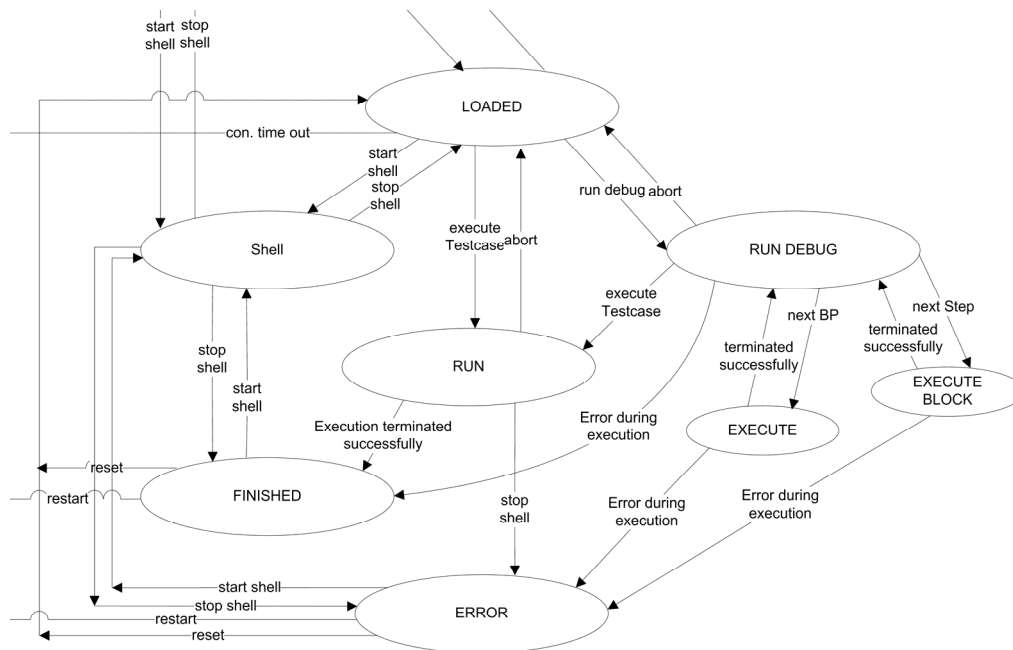 start
shell
stop
shell
LOADED
con. time out
start
shell
stop
shell
run debug
abort
execute
Testcase
abort
Shell
RUN DEBUG
execute
Testcase
next BP
next Step
terminated
successfully
terminated
successfully
stop
shell
start
shell
RUN
EXECUTE
BLOCK
Execution terminated
successfully
Error during
execution
EXECUTE
reset
restart
FINISHED
stop
shell
Error during
execution
Error during
execution
start shell
stop shell
restart
reset
ERROR